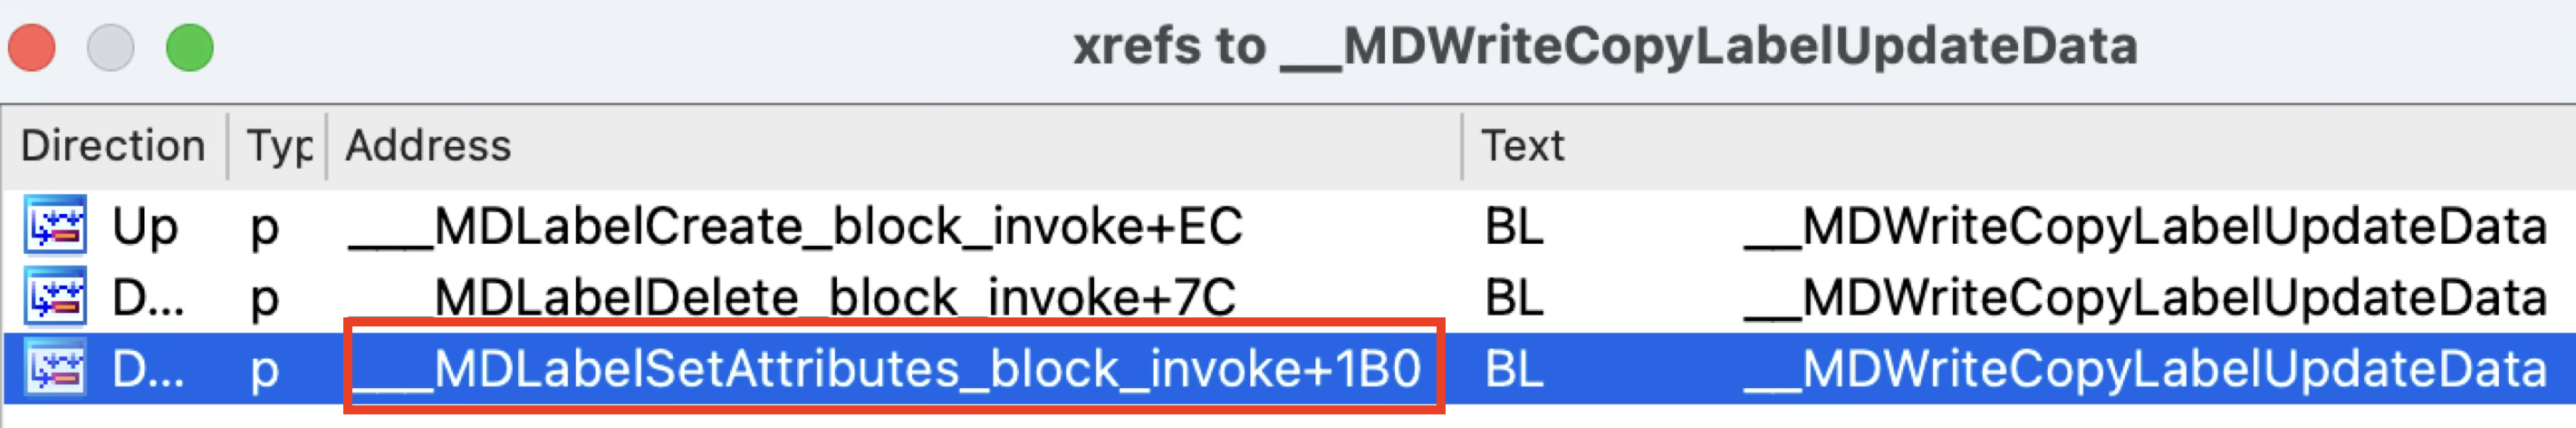 xrefs to __MDWriteCopyLabelUpdateData
Direction Typ Address Text
Up p ___MDLabelCreate_block_invoke+EC BL __MDWriteCopyLabelUpdateData
D... p ___MDLabelDelete_block_invoke+7C BL __MDWriteCopyLabelUpdateData
D... p ___MDLabelSetAttributes_block_invoke+1B0 BL __MDWriteCopyLabelUpdateData